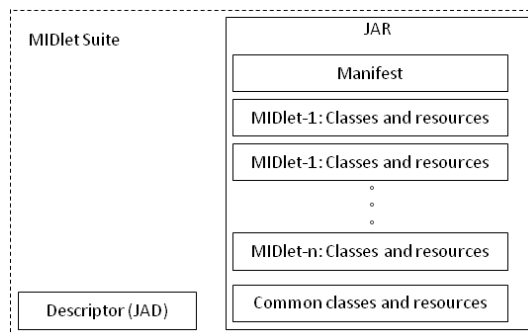 MIDlet Suite
JAR
Manifest
MIDlet-1: Classes and resources
MIDlet-1: Classes and resources
MIDlet-n: Classes and resources
Common classes and resources
Descriptor (JAD)